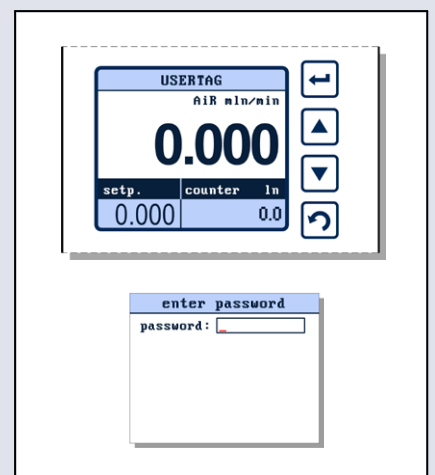 USERTAG
AiR mln/min
0.000
setp. counter ln
0.000 0.0
enter password
password: